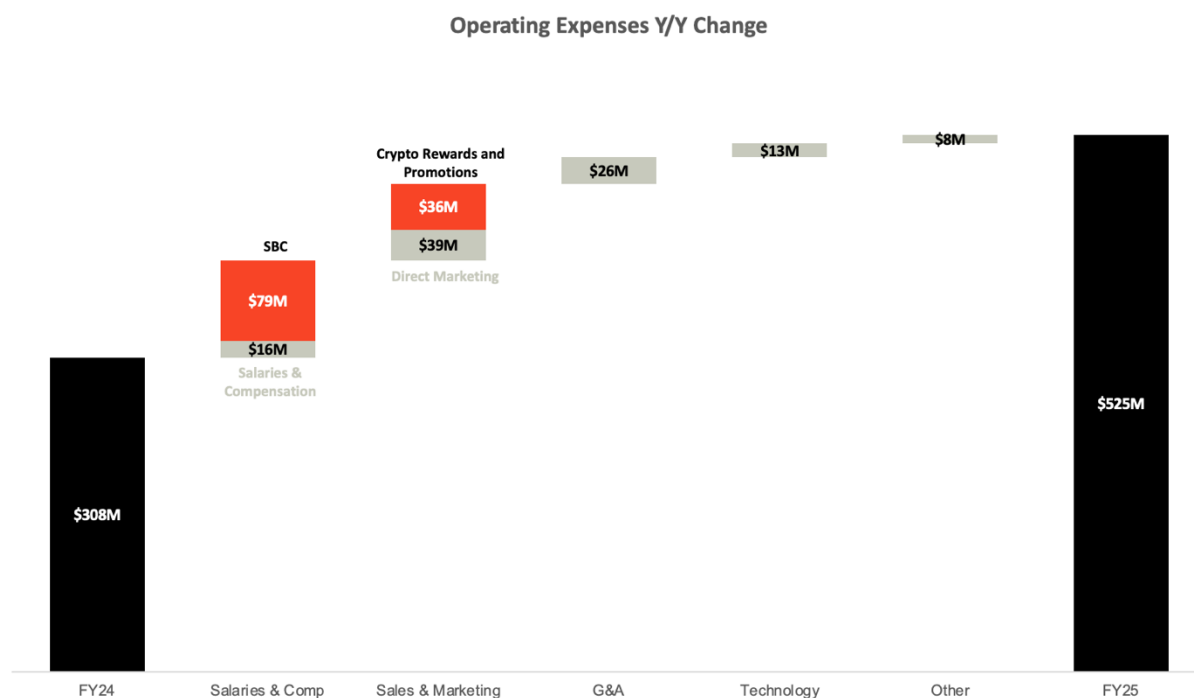 Operating Expenses Y/Y Change
$308M
SBC
$79M
$16M
Salaries &
Compensation
Crypto Rewards and
Promotions
$36M
$39M
Direct Marketing
$26M
$13M
$8M
$525M
FY24
Salaries & Comp
Sales & Marketing
G&A
Technology
Other
FY25